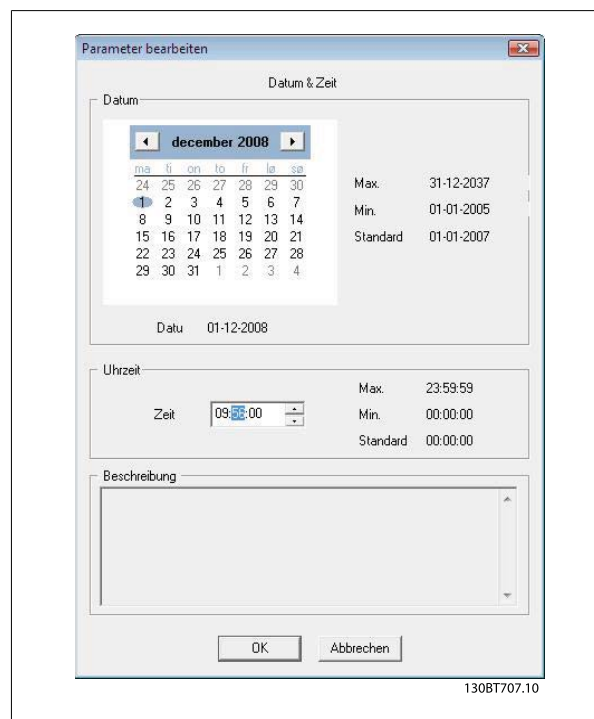 Parameter bearbeiten
Datum & Zeit
Datum
december 2008
ma ti on to fr lø sø
24 25 26 27 28 29 30
1 2 3 4 5 6 7
8 9 10 11 12 13 14
15 16 17 18 19 20 21
22 23 24 25 26 27 28
29 30 31 1 2 3 4
Max. 31-12-2037
Min. 01-01-2005
Standard 01-01-2007
Datu 01-12-2008
Uhrzeit
Zeit 09:56:00
Max. 23:59:59
Min. 00:00:00
Standard 00:00:00
Beschreibung
OK Abbrechen
130BT707.10